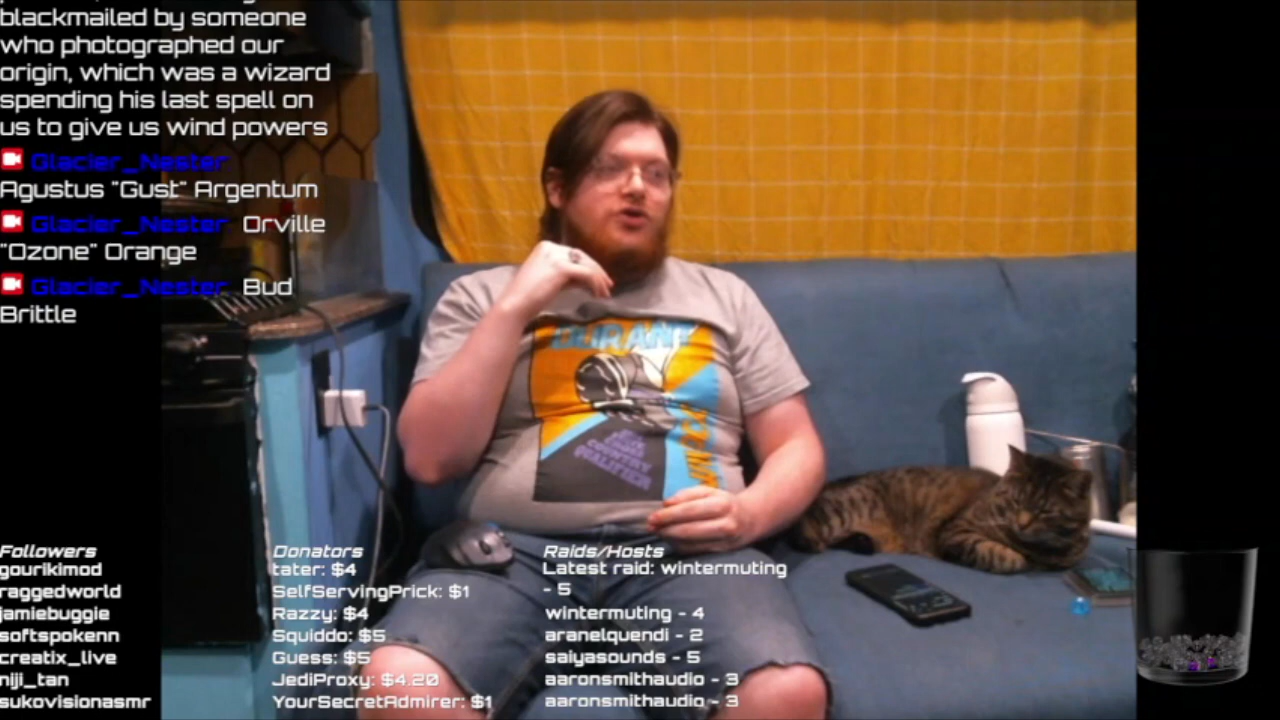 blackmailed by someone
who photographed our
origin, which was a wizard
spending his last spell on
us to give us wind powers
Glacier_Nester
Agustus "Gust" Argentum
Glacier_Nester Orville
"Ozone" Orange
Glacier_Nester Bud
Brittle
DURANT
Followers
gourikimod
raggedworld
jamiebuggie
softspokenn
creatix_live
niji_tan
sukovisionasmr
Donators
tater: $4
SelfServingPrick: $1
Razzy: $4
Squiddo: $5
Guess: $5
JediProxy: $4.20
YourSecretAdmirer: $1
Raids/Hosts
Latest raid: wintermuting
- 5
wintermuting - 4
aranelquendi - 2
saiyasounds - 5
aaronsmithaudio - 3
aaronsmithaudio - 3